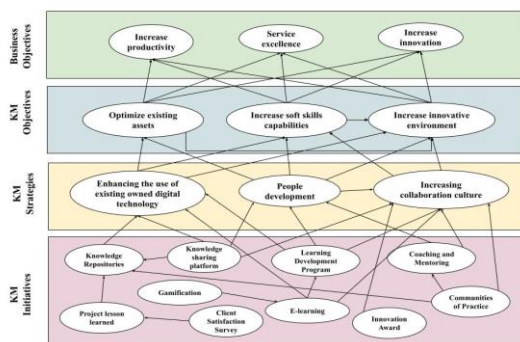 Business
Objectives
Increase
productivity
Service
excellence
Increase
innovation
KM
Objectives
Optimize existing
assets
Increase soft skills
capabilities
Increase innovative
environment
KM
Strategies
Enhancing the use of
existing owned digital
technology
People
development
Increasing
collaboration culture
KM
Initiatives
Knowledge
Repositories
Knowledge
sharing
platform
Learning
Development
Program
Coaching and
Mentoring
Gamification
Project lesson
learned
Client
Satisfaction
Survey
E-learning
Innovation
Award
Communities
of Practice